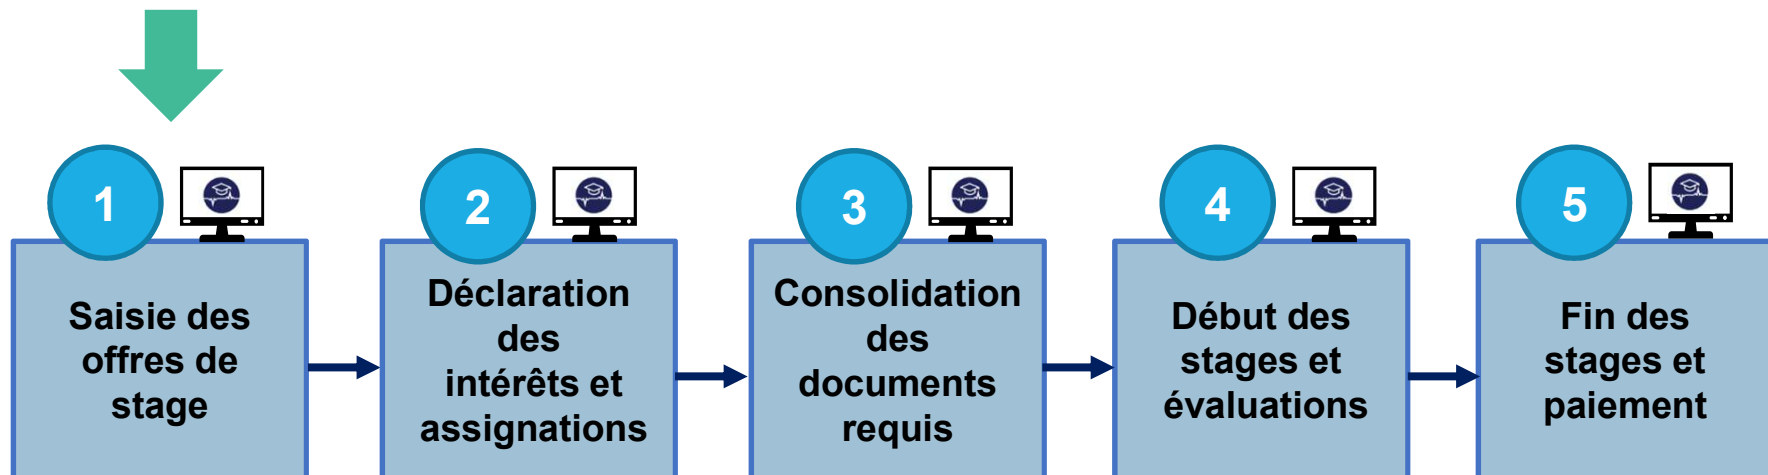 1
Saisie des
offres de
stage
2
Déclaration
des
intérêts et
assignations
3
Consolidation
des
documents
requis
4
Début des
stages et
évaluations
5
Fin des
stages et
paiement